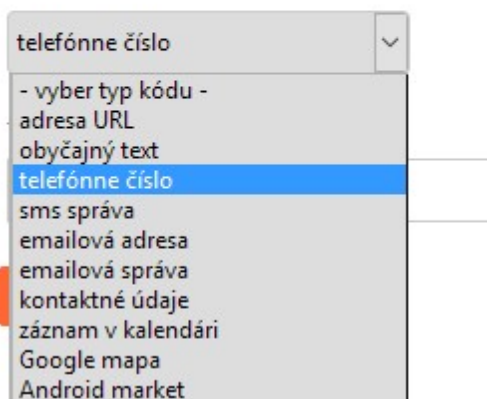 telefónne číslo
- vyber typ kódu -
adresa URL
obyčajný text
telefónne číslo
sms správa
emailová adresa
emailová správa
kontaktné údaje
záznam v kalendári
Google mapa
Android market